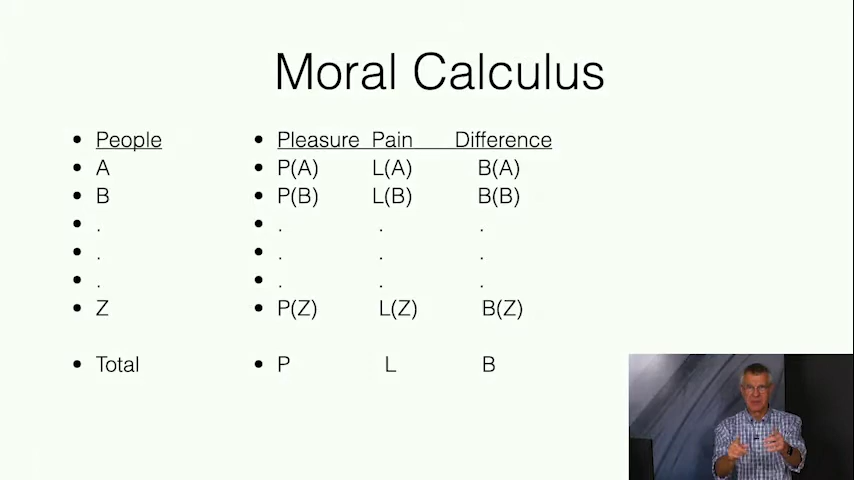 Moral Calculus
• People • Pleasure Pain Difference
• A • P(A) L(A) B(A)
• B • P(B) L(B) B(B)
• . • . . .
• . • . . .
• . • . . .
• Z • P(Z) L(Z) B(Z)
• Total • P L B